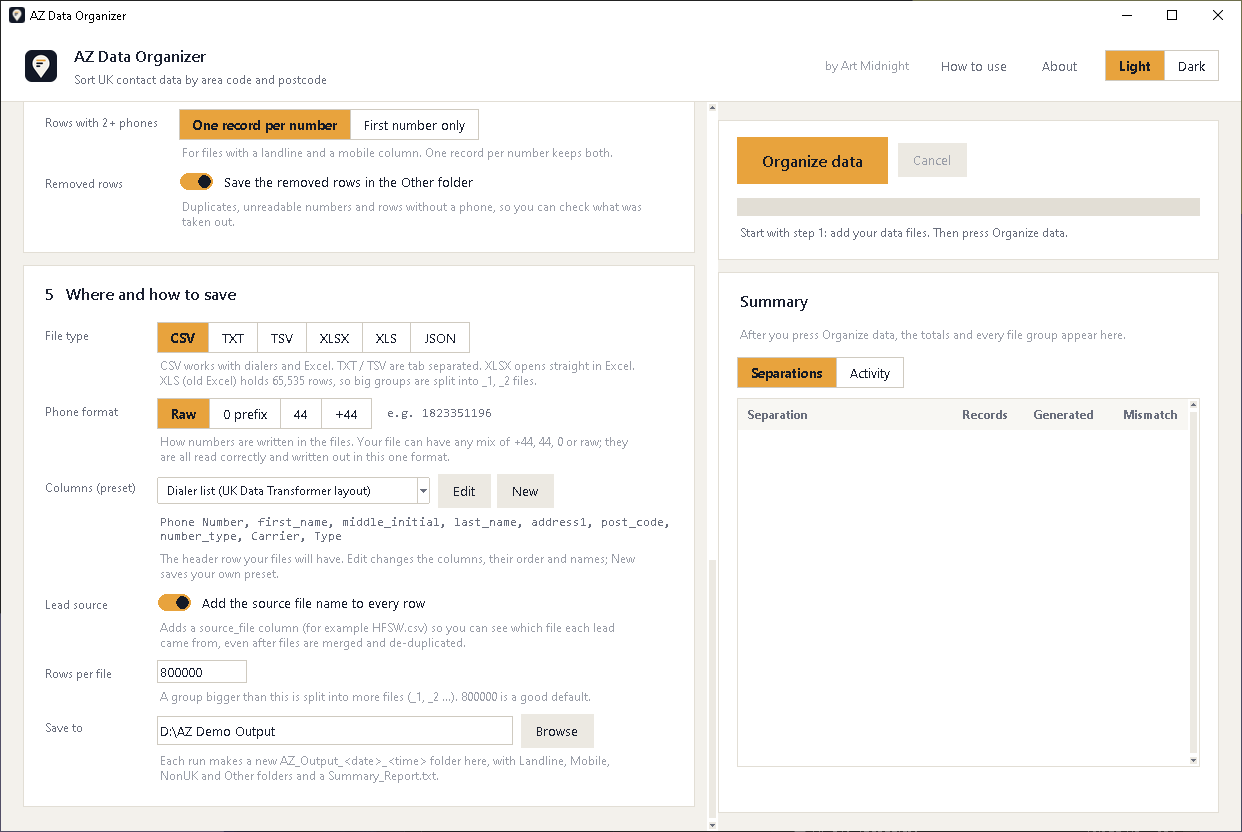 AZ Data Organizer
AZ Data Organizer
Sort UK contact data by area code and postcode
by Art Midnight
How to use
About
Light
Dark
Rows with 2+ phones
One record per number
First number only
For files with a landline and a mobile column. One record per number keeps both.
Removed rows
Save the removed rows in the Other folder
Duplicates, unreadable numbers and rows without a phone, so you can check what was
taken out.
5 Where and how to save
File type
CSV
TXT
TSV
XLSX
XLS
JSON
CSV works with dialers and Excel. TXT / TSV are tab separated. XLSX opens straight in Excel.
XLS (old Excel) holds 65,535 rows, so big groups are split into _1, _2 files.
Phone format
Raw
0 prefix
44
+44
e.g. 1823351196
How numbers are written in the files. Your file can have any mix of +44, 44, 0 or raw; they
are all read correctly and written out in this one format.
Columns (preset)
Dialer list (UK Data Transformer layout)
Edit
New
Phone Number, first_name, middle_initial, last_name, address1, post_code,
number_type, Carrier, Type
The header row your files will have. Edit changes the columns, their order and names; New
saves your own preset.
Lead source
Add the source file name to every row
Adds a source_file column (for example HFSW.csv) so you can see which file each lead
came from, even after files are merged and de-duplicated.
Rows per file
800000
A group bigger than this is split into more files (_1, _2 ...). 800000 is a good default.
Save to
D:\AZ Demo Output
Browse
Each run makes a new AZ_Output_<date>_<time> folder here, with Landline, Mobile,
NonUK and Other folders and a Summary_Report.txt.
Organize data
Cancel
Start with step 1: add your data files. Then press Organize data.
Summary
After you press Organize data, the totals and every file group appear here.
Separations
Activity
Separation
Records
Generated
Mismatch